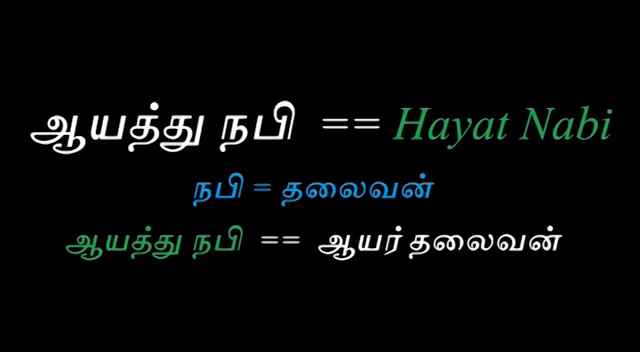 ஆயத்து நபி == Hayat Nabi
நபி = தலைவன்
ஆயத்து நபி == ஆயர் தலைவன்